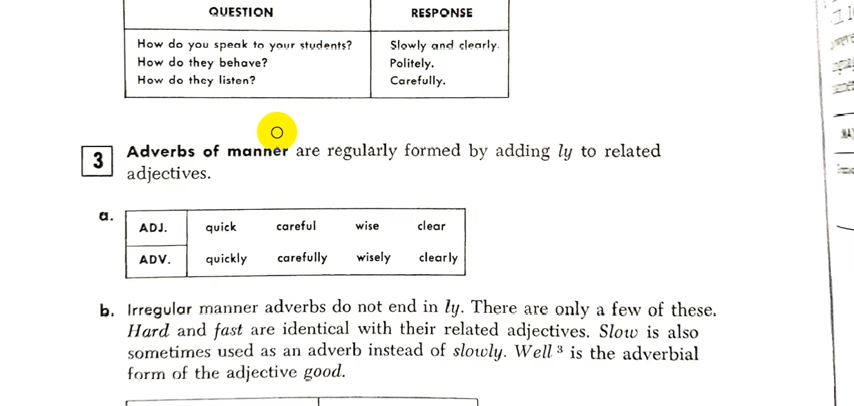 QUESTION RESPONSE
How do you speak to your students? Slowly and clearly.
How do they behave? Politely.
How do they listen? Carefully.
3 Adverbs of manner are regularly formed by adding ly to related
adjectives.
a.
ADJ. quick careful wise clear
ADV. quickly carefully wisely clearly
b. Irregular manner adverbs do not end in ly. There are only a few of these.
Hard and fast are identical with their related adjectives. Slow is also
sometimes used as an adverb instead of slowly. Well ³ is the adverbial
form of the adjective good.